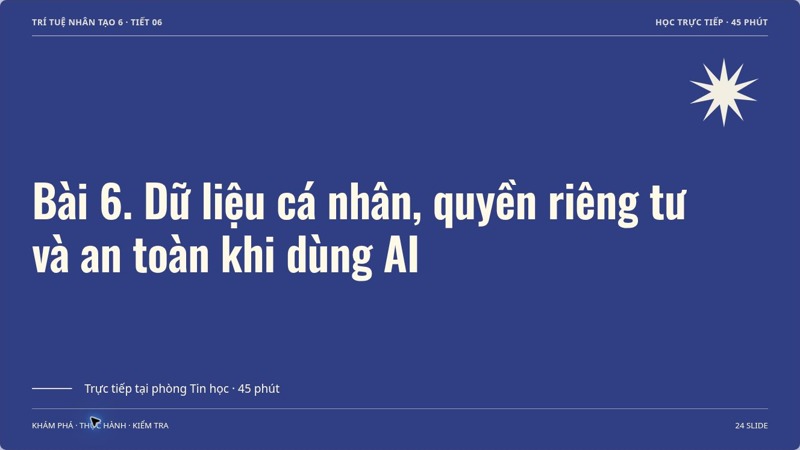 TRÍ TUỆ NHÂN TẠO 6 · TIẾT 06
HỌC TRỰC TIẾP · 45 PHÚT
Bài 6. Dữ liệu cá nhân, quyền riêng tư
và an toàn khi dùng AI
Trực tiếp tại phòng Tin học · 45 phút
KHÁM PHÁ · THỰC HÀNH · KIỂM TRA
24 SLIDE